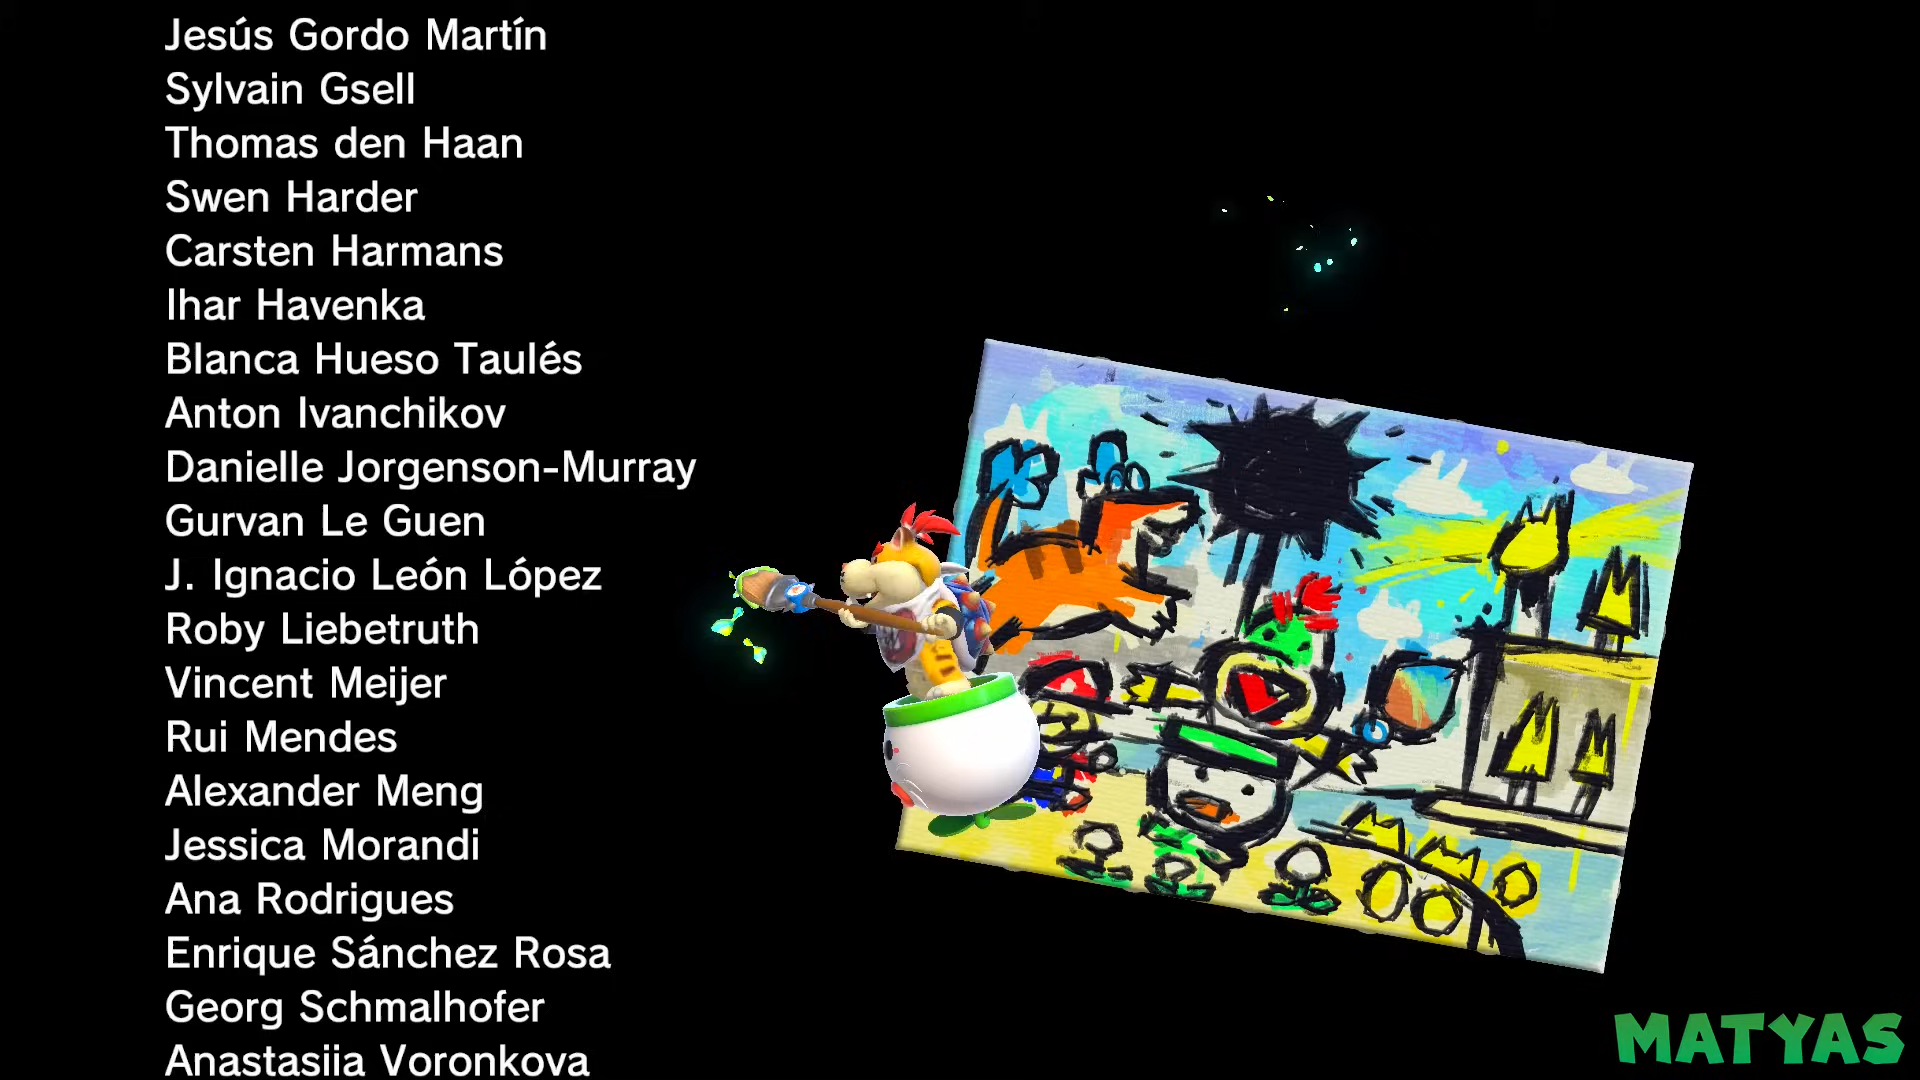 Jesús Gordo Martín
Sylvain Gsell
Thomas den Haan
Swen Harder
Carsten Harmans
Ihar Havenka
Blanca Hueso Taulés
Anton Ivanchikov
Danielle Jorgenson-Murray
Gurvan Le Guen
J. Ignacio León López
Roby Liebetruth
Vincent Meijer
Rui Mendes
Alexander Meng
Jessica Morandi
Ana Rodrigues
Enrique Sánchez Rosa
Georg Schmalhofer
Anastasiia Voronkova
MATYAS